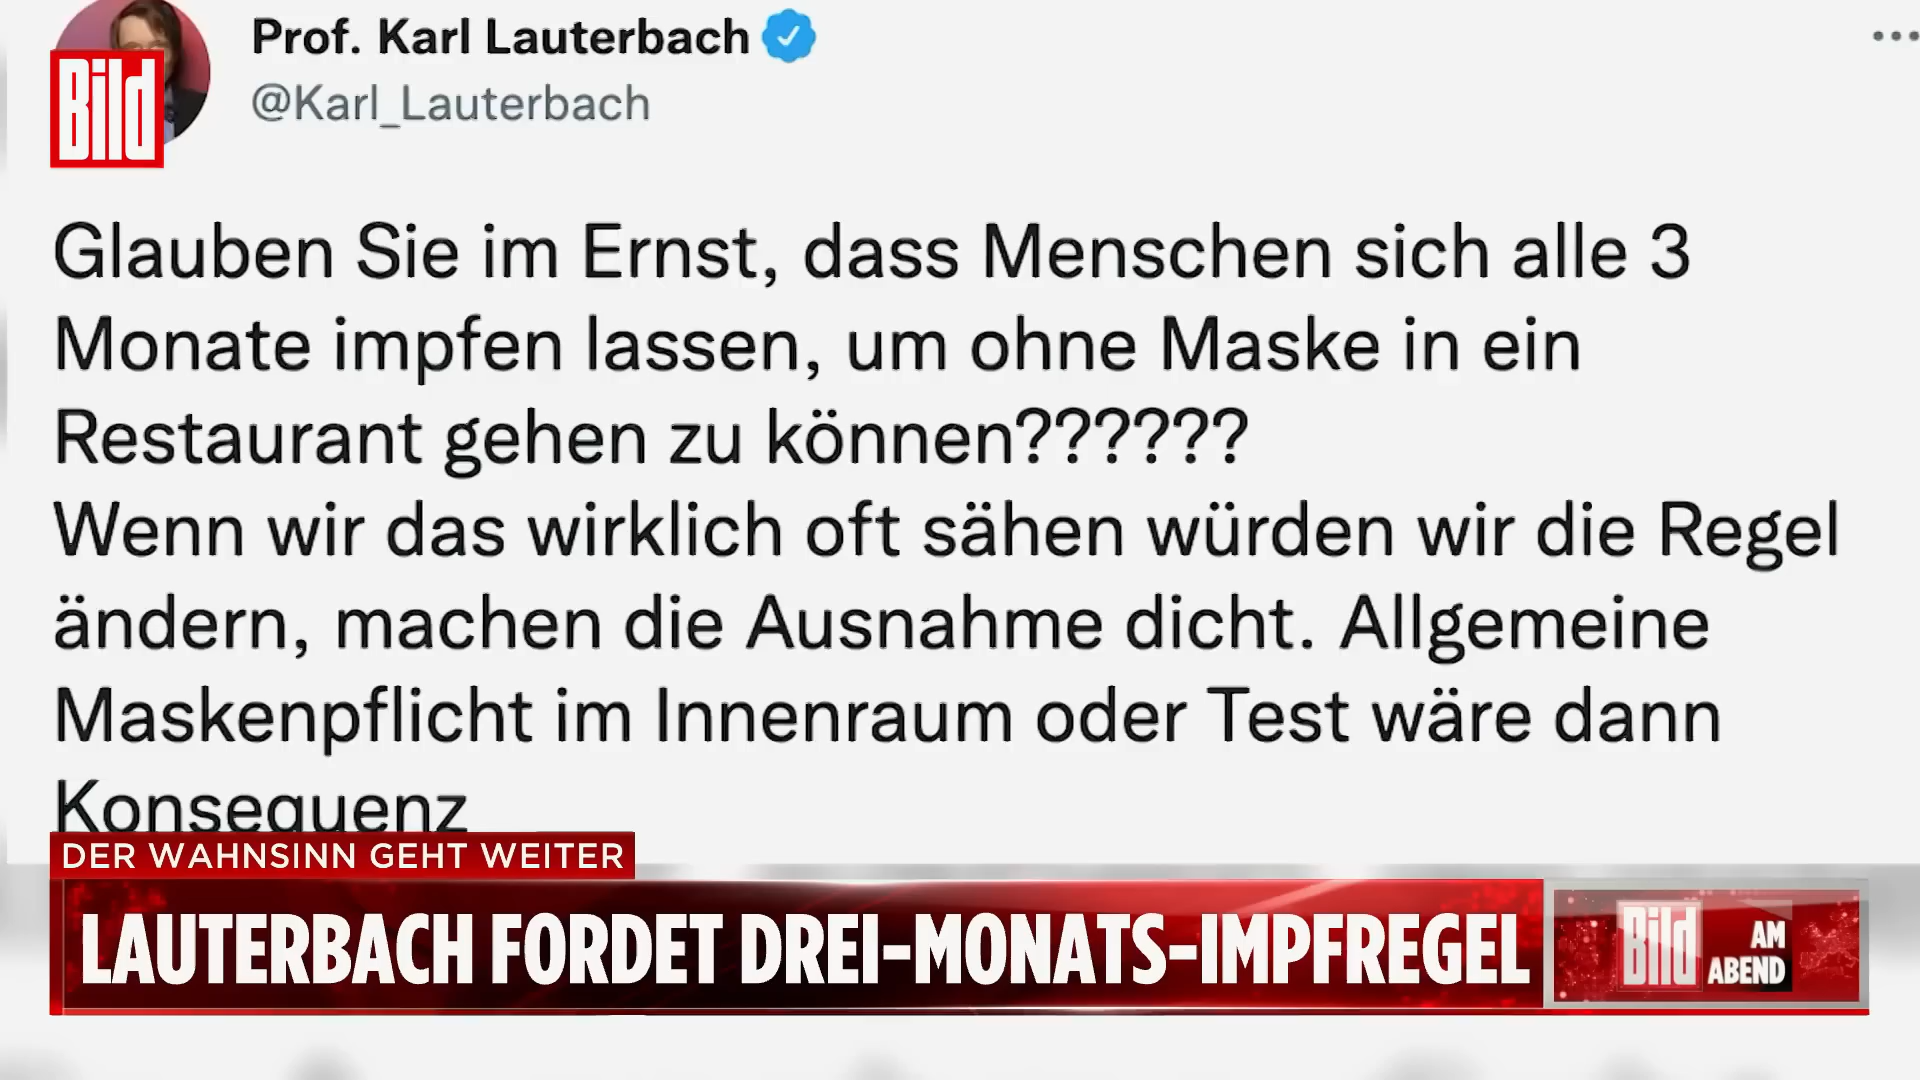 Prof. Karl Lauterbach
@Karl_Lauterbach
Bild
Glauben Sie im Ernst, dass Menschen sich alle 3
Monate impfen lassen, um ohne Maske in ein
Restaurant gehen zu können??????
Wenn wir das wirklich oft sähen würden wir die Regel
ändern, machen die Ausnahme dicht. Allgemeine
Maskenpflicht im Innenraum oder Test wäre dann
Konsequenz
DER WAHNSINN GEHT WEITER
LAUTERBACH FORDET DREI-MONATS-IMPFREGEL
Bild AM
ABEND